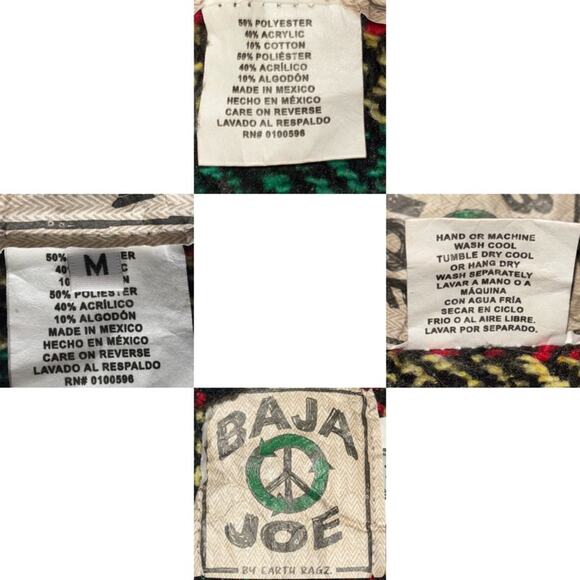 50% POLYESTER
40% ACRYLIC
10% COTTON
50% POLIÉSTER
40% ACRÍLICO
10% ALGODÓN
MADE IN MEXICO
HECHO EN MÉXICO
CARE ON REVERSE
LAVADO AL RESPALDO
RN# 0100596
M
50% POLIESTER
40% ACRÍLICO
10% ALGODÓN
MADE IN MEXICO
HECHO EN MÉXICO
CARE ON REVERSE
LAVADO AL RESPALDO
RN# 0100596
HAND OR MACHINE
WASH COOL
TUMBLE DRY COOL
OR HANG DRY
WASH SEPARATELY
LAVAR A MANO O A
MÁQUINA
CON AGUA FRÍA
SECAR EN CICLO
FRIO O AL AIRE LIBRE.
LAVAR POR SEPARADO.
BAJA
JOE
BY EARTH RAGZ